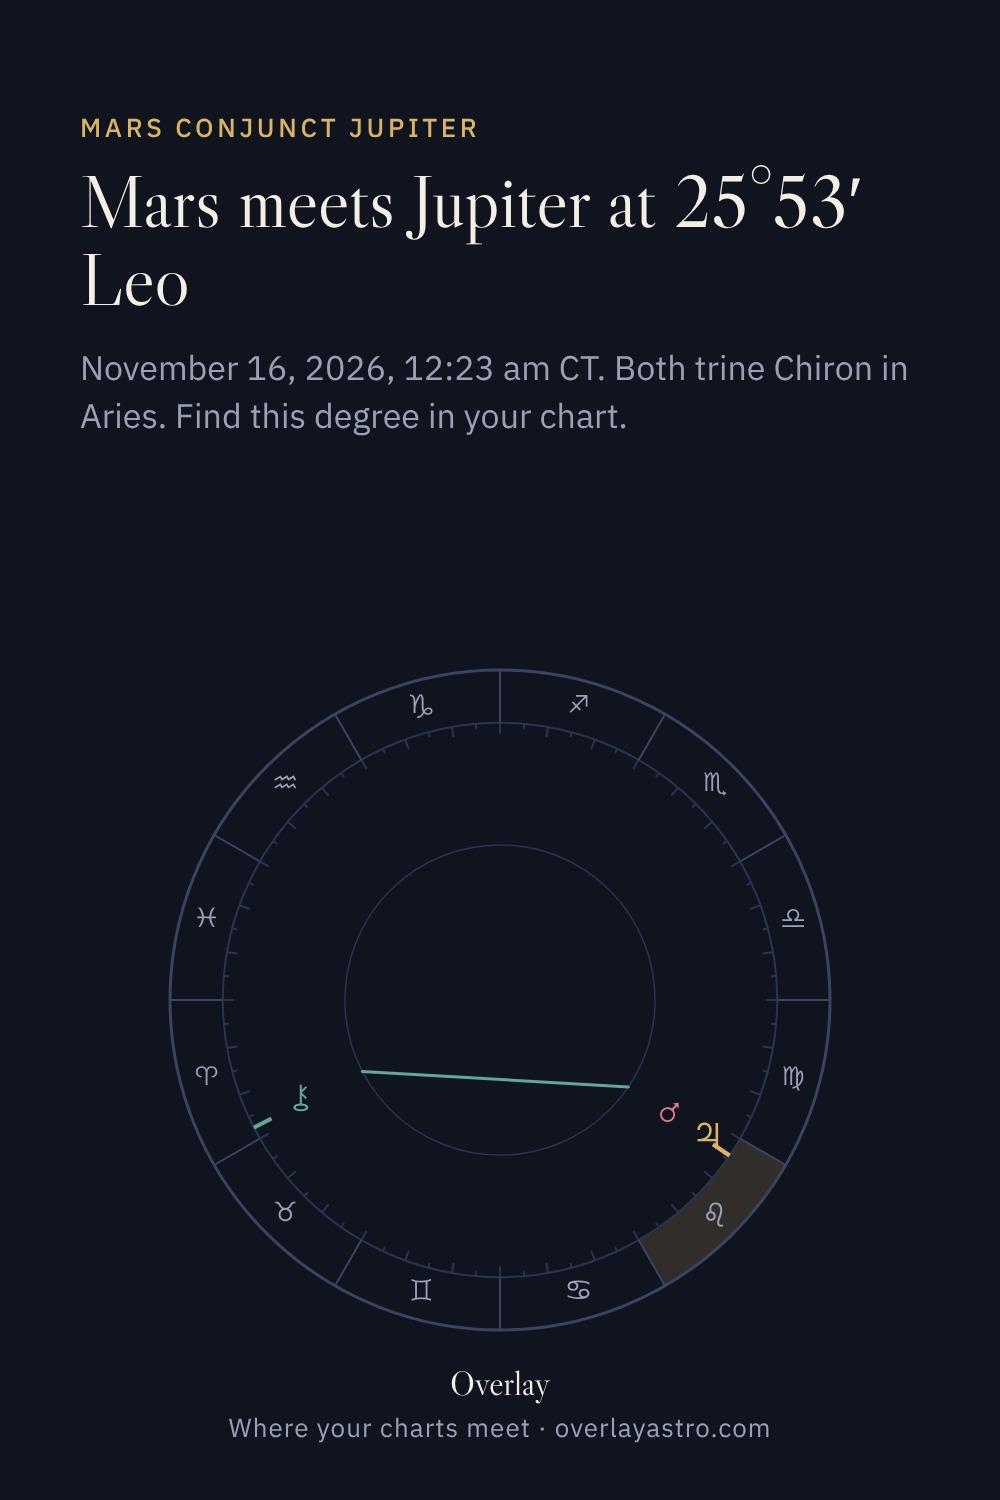 MARS CONJUNCT JUPITER
Mars meets Jupiter at 25°53′
Leo
November 16, 2026, 12:23 am CT. Both trine Chiron in
Aries. Find this degree in your chart.
♑ ♐
♒ ♏
♓ ♎
♈ ⚷ ♂ ♃ ♍
♉ ♌
♊ ♋
Overlay
Where your charts meet · overlayastro.com